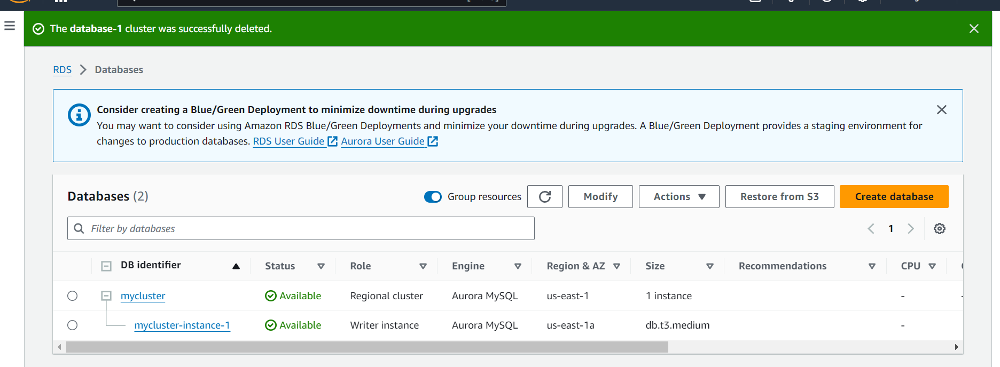 The database-1 cluster was successfully deleted.
RDS > Databases
Consider creating a Blue/Green Deployment to minimize downtime during upgrades
You may want to consider using Amazon RDS Blue/Green Deployments and minimize your downtime during upgrades. A Blue/Green Deployment provides a staging environment for
changes to production databases. RDS User Guide Aurora User Guide
Databases (2) Group resources Modify Actions Restore from S3 Create database
Filter by databases 1
DB identifier Status Role Engine Region & AZ Size Recommendations CPU
mycluster Available Regional cluster Aurora MySQL us-east-1 1 instance -
mycluster-instance-1 Available Writer instance Aurora MySQL us-east-1a db.t3.medium -